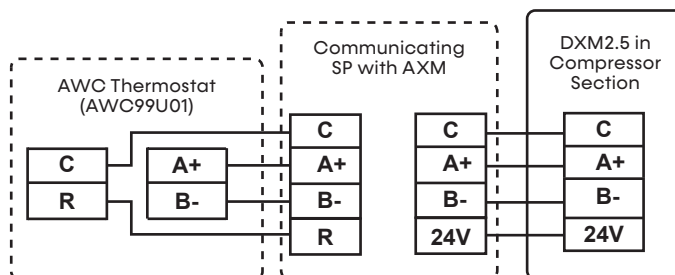 AWC Thermostat
(AWC99U01)
C
R
A+
B-
Communicating
SP with AXM
C
A+
B-
R
C
A+
B-
24V
DXM2.5 in
Compressor
Section
C
A+
B-
24V